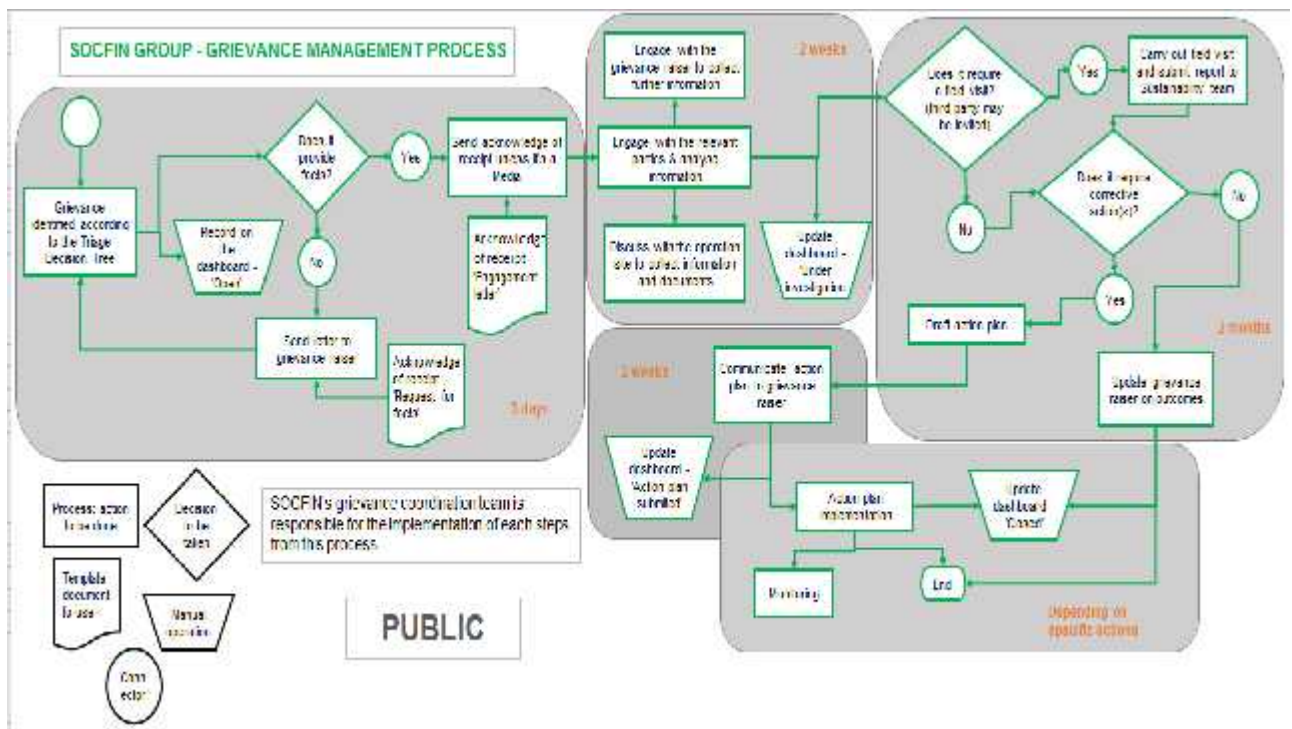 SOCFIN GROUP - GRIEVANCE MANAGEMENT PROCESS
Grievance
according
to the Triage
Decision Tree
Record on
the
dashboard -
'Open'
Does it
provide
facts?
Yes
No
Send acknowledge of
receipt unless it's a
Media
Acknowledge
of receipt
'Engagement
letter'
Send letter to
grievance raiser
Acknowledge
of receipt -
'Request for
facts'
days
Engage with the
grievance raiser to collect
further information
2 weeks
Engage with the relevant
parties & analyse
information
Discuss with the operation
site to collect information
and documents
Update
dashboard -
'Under
Does it require
a field visit?
(third party may
be invited)
Yes
Carry out field visit
and submit report to
Sustainability team
No
Does it require
corrective
action(s)?
No
Yes
Draft action plan
months
Update grievance
raiser on outcomes
weeks
Communicate action
plan to grievance
raiser
Update
dashboard -
'Action plan
submitted'
Action plan
implementation
Update
dashboard
'Closed'
Monitoring
End
Depending on
specific actions
Process: action
to be done
Decision
to be
taken
Template
document
to use
Manual
operation
Conn
ector
SOCFIN's grievance coordination team is
responsible for the implementation of each steps
from this process
PUBLIC